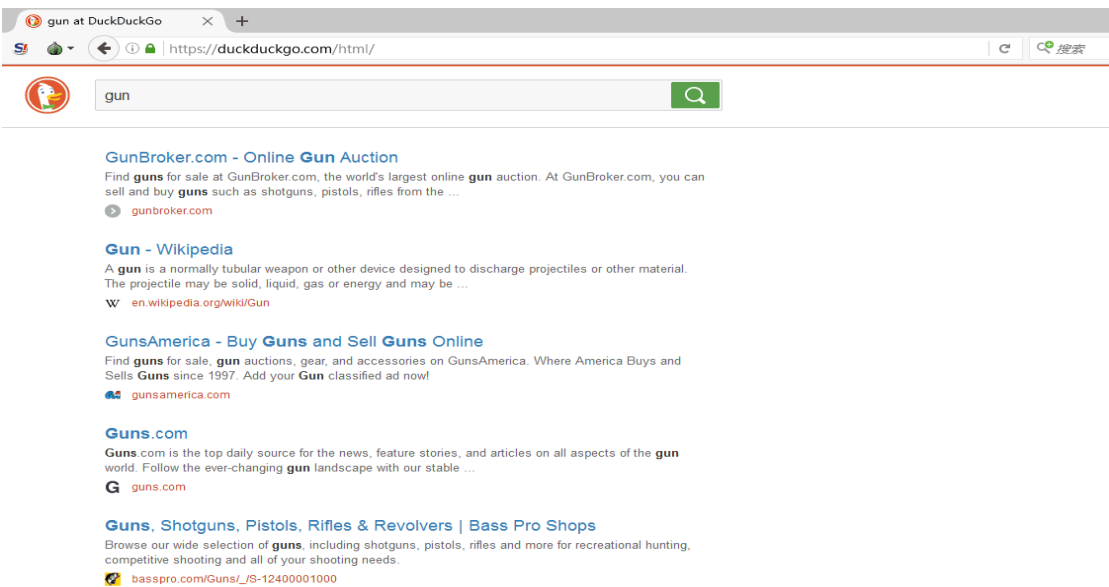 gun at DuckDuckGo
https://duckduckgo.com/html/
搜索
gun
GunBroker.com - Online Gun Auction
Find guns for sale at GunBroker.com, the world's largest online gun auction. At GunBroker.com, you can
sell and buy guns such as shotguns, pistols, rifles from the ...
gunbroker.com
Gun - Wikipedia
A gun is a normally tubular weapon or other device designed to discharge projectiles or other material.
The projectile may be solid, liquid, gas or energy and may be ...
W en.wikipedia.org/wiki/Gun
GunsAmerica - Buy Guns and Sell Guns Online
Find guns for sale, gun auctions, gear, and accessories on GunsAmerica. Where America Buys and
Sells Guns since 1997. Add your Gun classified ad now!
gunsamerica.com
Guns.com
Guns.com is the top daily source for the news, feature stories, and articles on all aspects of the gun
world. Follow the ever-changing gun landscape with our stable ...
G guns.com
Guns, Shotguns, Pistols, Rifles & Revolvers | Bass Pro Shops
Browse our wide selection of guns, including shotguns, pistols, rifles and more for recreational hunting,
competitive shooting and all of your shooting needs.
basspro.com/Guns/_/S-12400001000